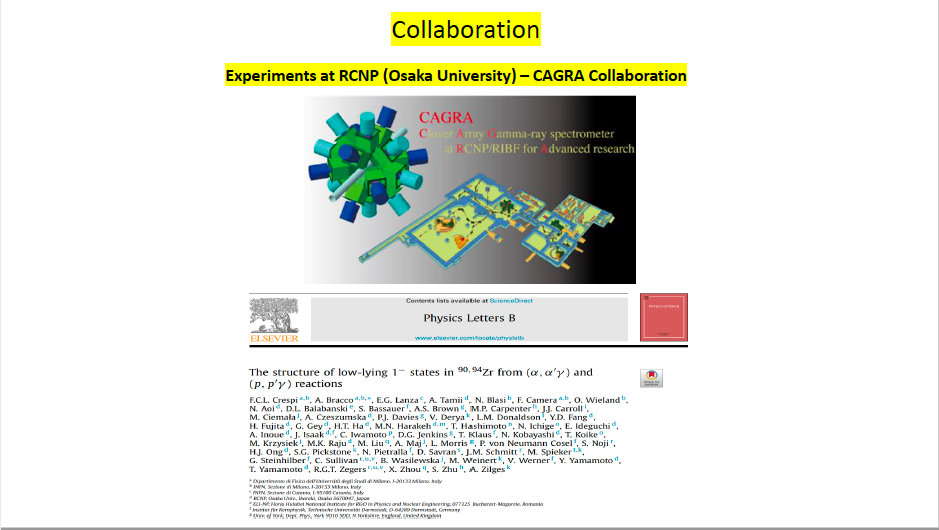 Collaboration
Experiments at RCNP (Osaka University) – CAGRA Collaboration
CAGRA
Clover Array Gamma-ray spectrometer
at RCNP/RIBF for Advanced research
Contents lists available at ScienceDirect
Physics Letters B
www.elsevier.com/locate/physletb
ELSEVIER
PHYSICS LETTERS B
The structure of low-lying 1⁻ states in ⁹⁰,⁹⁴Zr from (α, α′γ) and
(p, p′γ) reactions
F.C.L. Crespi a,b, A. Bracco a,b,*, E.G. Lanza c, A. Tamii d, N. Blasi b, F. Camera a,b, O. Wieland b,
N. Aoi d, D.L. Balabanski e, S. Bassauer f, A.S. Brown g, M.P. Carpenter h, J.J. Carroll i,
M. Ciemała j, A. Czeszumska d, P.J. Davies g, V. Derya k, L.M. Donaldson l, Y.D. Fang d,
H. Fujita d, G. Gey d, H.T. Ha d, M.N. Harakeh d,m, T. Hashimoto n, N. Ichige o, E. Ideguchi d,
A. Inoue d, J. Isaak d,f, C. Iwamoto p, D.G. Jenkins g, T. Klaus f, N. Kobayashi d, T. Koike o,
M. Krzysiek j, M.K. Raju d, M. Liu q, A. Maj j, L. Morris g, P. von Neumann Cosel f, S. Noji r,
H.J. Ong d, S.G. Pickstone k, N. Pietralla f, D. Savran s, J.M. Schmitt r, M. Spieker r,k,
G. Steinhilber f, C. Sullivan r,u,v, B. Wasilewska j, M. Weinert k, V. Werner f, Y. Yamamoto d,
T. Yamamoto d, R.G.T. Zegers r,u,v, X. Zhou q, S. Zhu h, A. Zilges k
a Dipartimento di Fisica dell'Università degli Studi di Milano, I-20133 Milano, Italy
b INFN, Sezione di Milano, I-20133 Milano, Italy
c INFN, Sezione di Catania, I-95100 Catania, Italy
d RCNP, Osaka Univ., Ibaraki, Osaka 5670047, Japan
e ELI-NP, Horia Hulubei National Institute for R&D in Physics and Nuclear Engineering, 077125 Bucharest-Magurele, Romania
f Institut für Kernphysik, Technische Universität Darmstadt, D-64289 Darmstadt, Germany
g Univ. of York, Dept. Phys., York YO10 5DD, N Yorkshire, England, United Kingdom